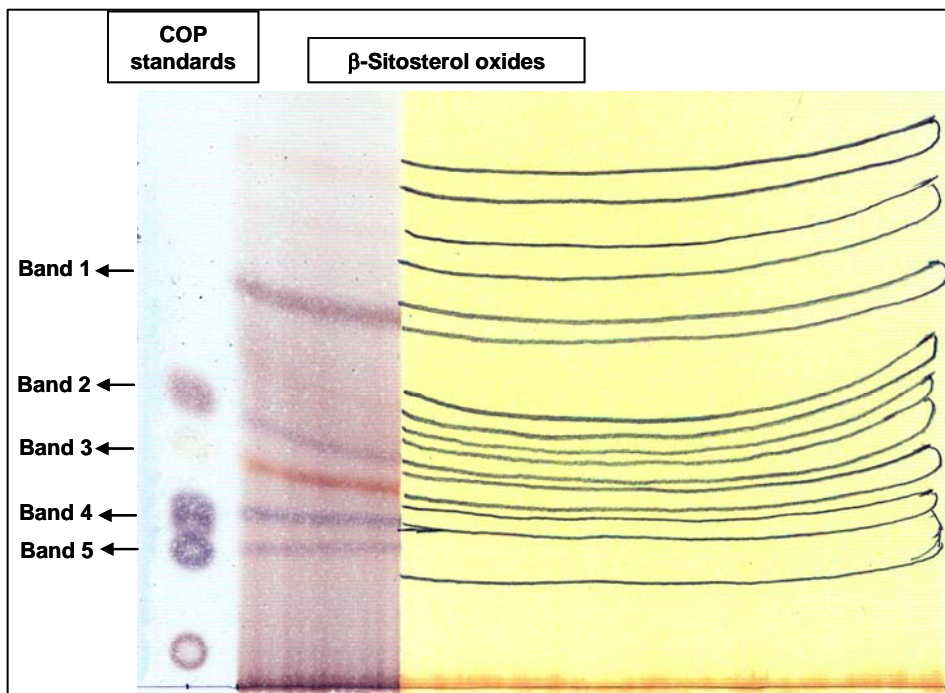 COP
standards
β-Sitosterol oxides
Band 1
Band 2
Band 3
Band 4
Band 5